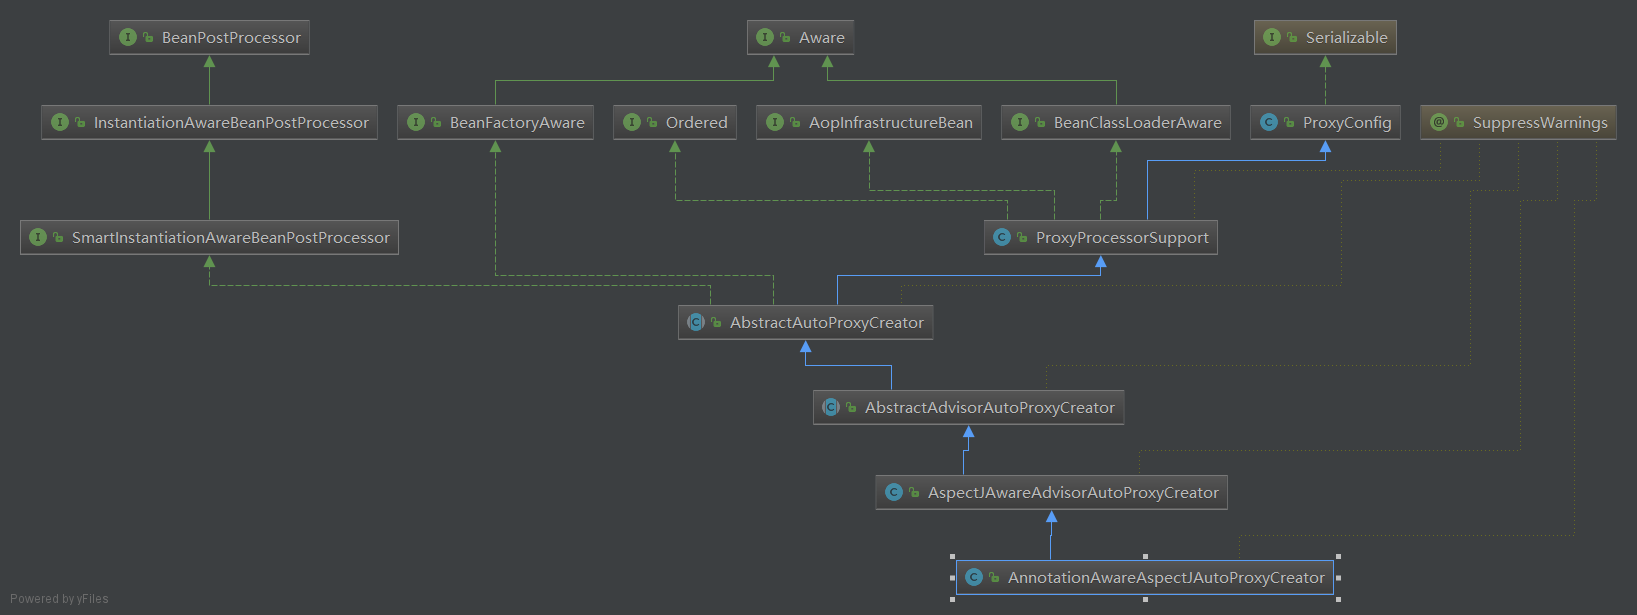 BeanPostProcessor
Aware
Serializable
InstantiationAwareBeanPostProcessor
BeanFactoryAware
Ordered
AopInfrastructureBean
BeanClassLoaderAware
ProxyConfig
SuppressWarnings
SmartInstantiationAwareBeanPostProcessor
ProxyProcessorSupport
AbstractAutoProxyCreator
AbstractAdvisorAutoProxyCreator
AspectJAwareAdvisorAutoProxyCreator
AnnotationAwareAspectJAutoProxyCreator
Powered by yFiles